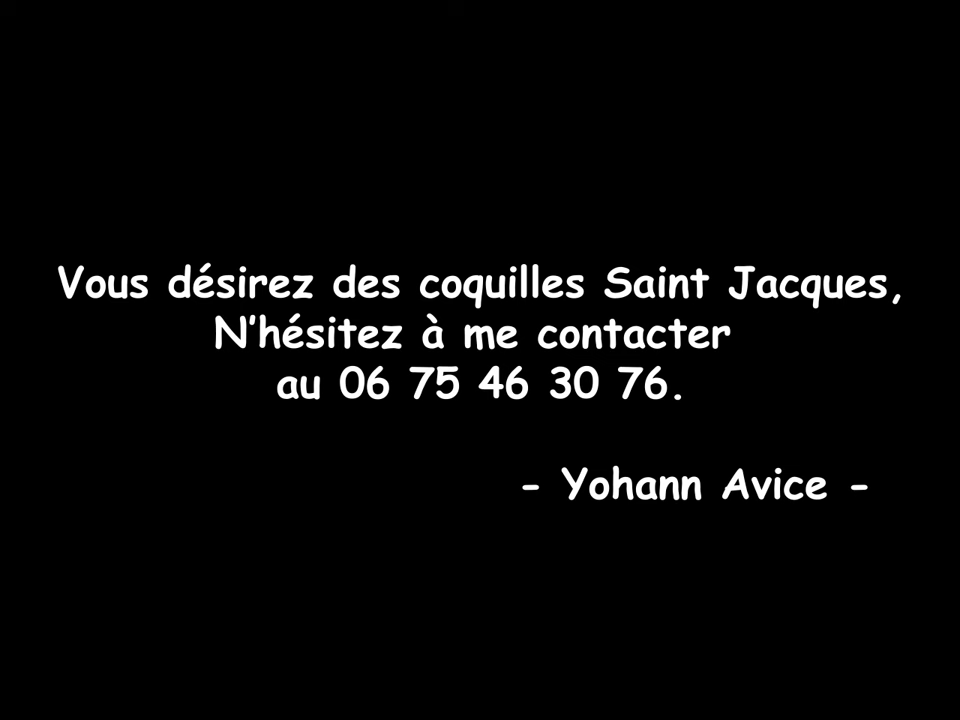 Vous désirez des coquilles Saint Jacques,
N’hésitez à me contacter
au 06 75 46 30 76.
- Yohann Avice -